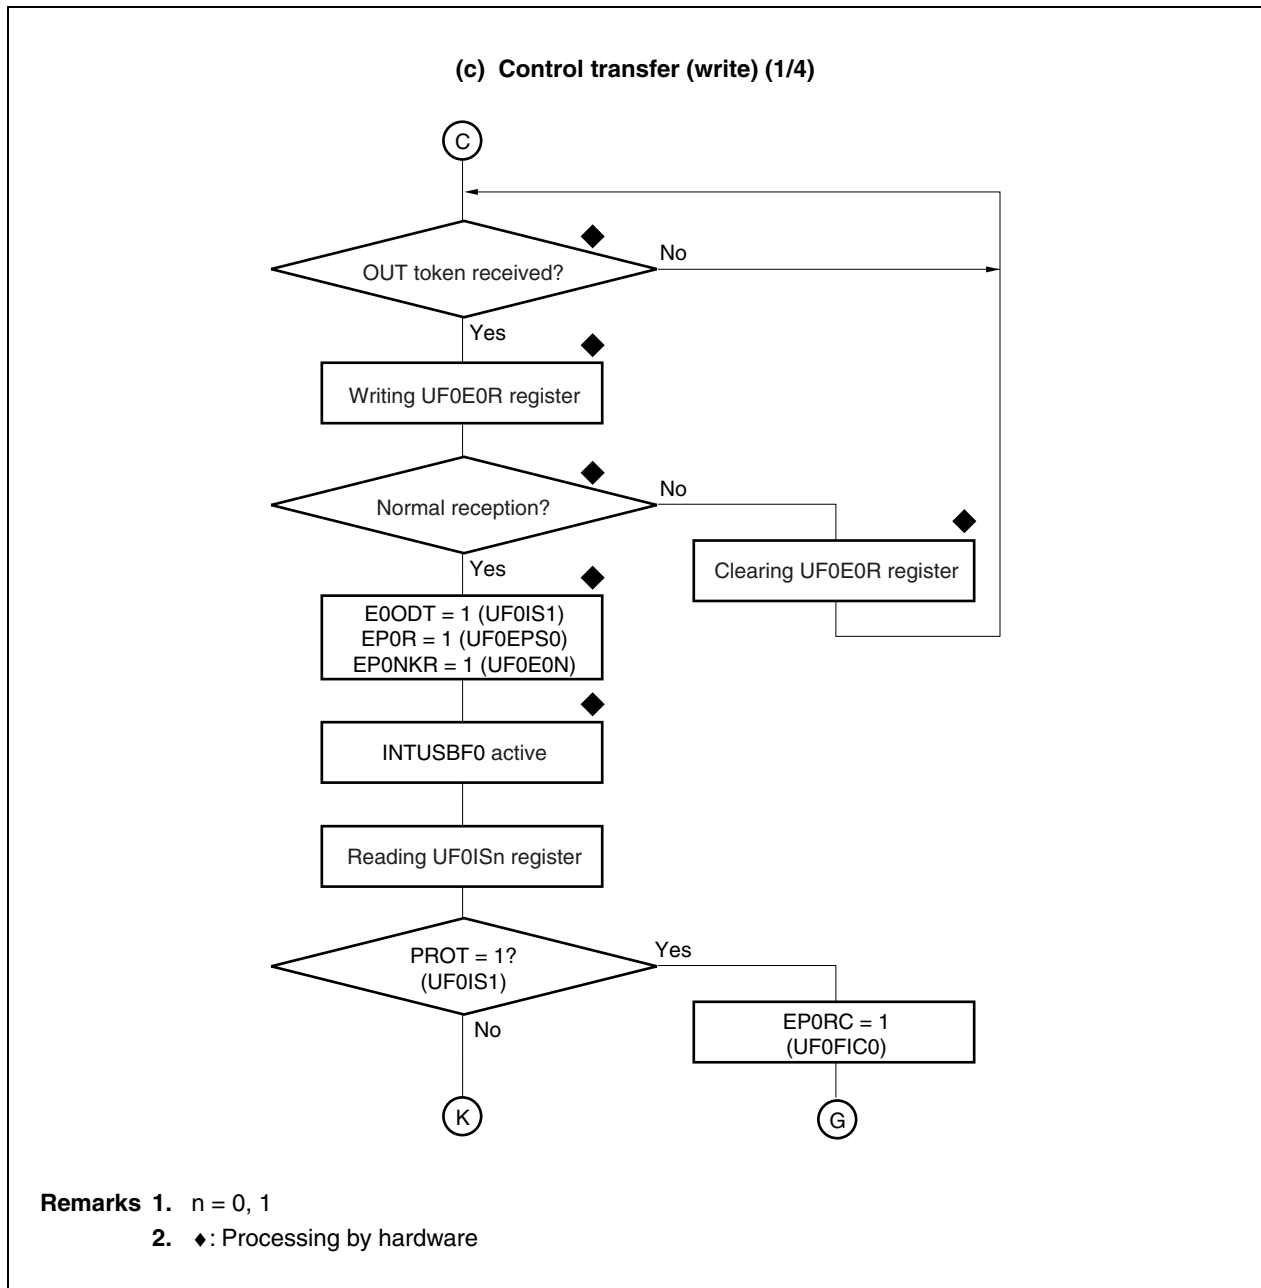 (c) Control transfer (write) (1/4)
C
OUT token received?
No
Yes
Writing UF0E0R register
Normal reception?
No
Yes
Clearing UF0E0R register
E0ODT = 1 (UF0IS1)
EP0R = 1 (UF0EPS0)
EP0NKR = 1 (UF0E0N)
INTUSBF0 active
Reading UF0ISn register
PROT = 1?
(UF0IS1)
Yes
No
EP0RC = 1
(UF0FIC0)
K
G
Remarks 1. n = 0, 1
2. ♦: Processing by hardware